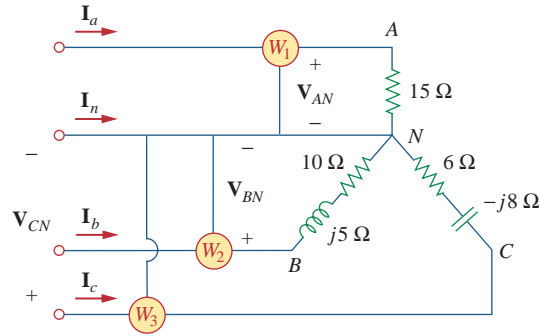 I_a
W_1
A
+
V_AN
15 Ω
I_n
−
−
−
N
10 Ω
6 Ω
V_BN
−j8 Ω
V_CN
I_b
W_2
+
j5 Ω
B
C
+
I_c
W_3